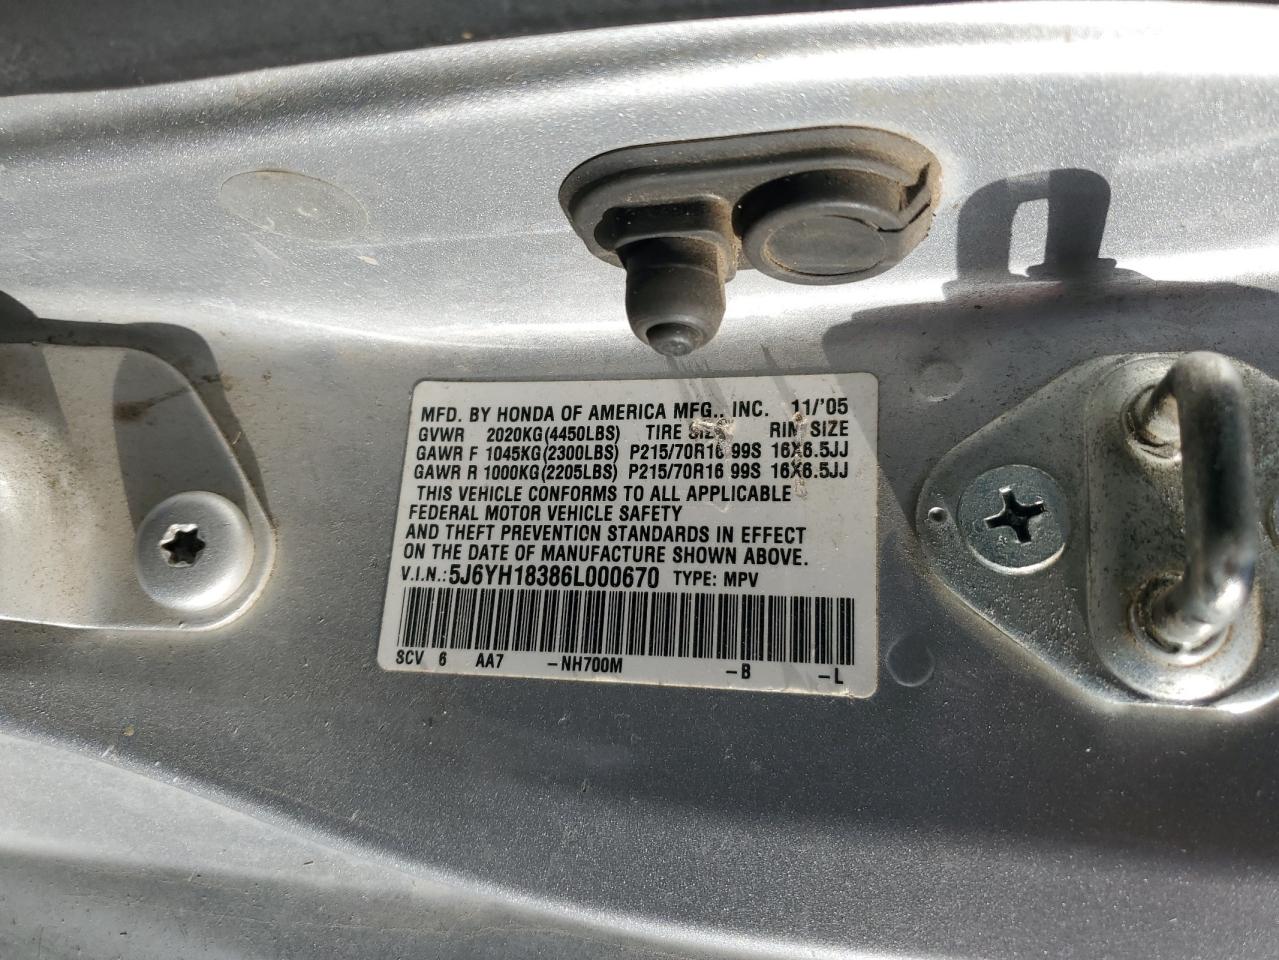 MFD. BY HONDA OF AMERICA MFG., INC. 11/'05
GVWR 2020KG(4450LBS) TIRE SIZE RIM SIZE
GAWR F 1045KG(2300LBS) P215/70R16 99S 16X6.5JJ
GAWR R 1000KG(2205LBS) P215/70R16 99S 16X6.5JJ
THIS VEHICLE CONFORMS TO ALL APPLICABLE
FEDERAL MOTOR VEHICLE SAFETY
AND THEFT PREVENTION STANDARDS IN EFFECT
ON THE DATE OF MANUFACTURE SHOWN ABOVE.
V.I.N.: 5J6YH18386L000670 TYPE: MPV
SCV 6 AA7 -NH700M -B -L